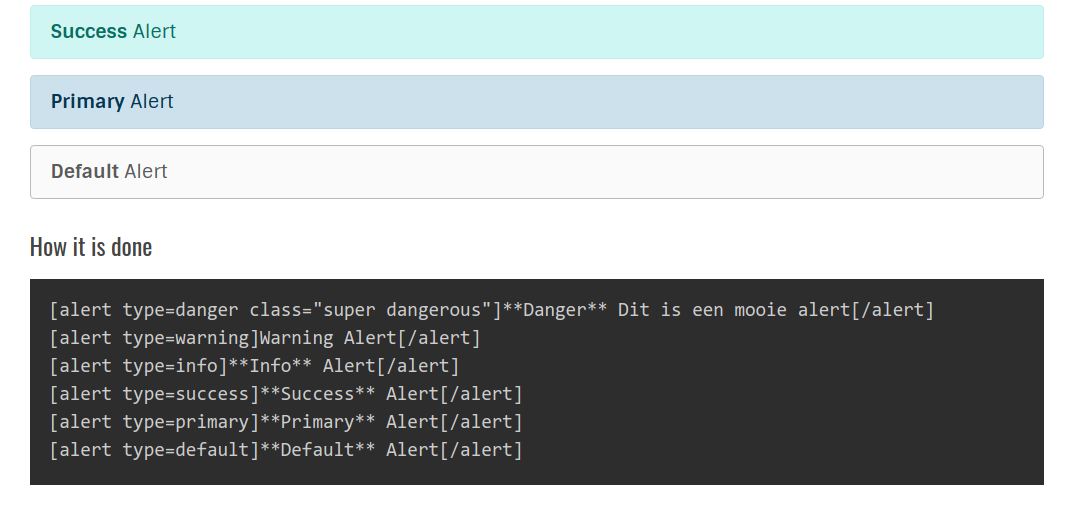 Success Alert
Primary Alert
Default Alert
How it is done
[alert type=danger class="super dangerous"]**Danger** Dit is een mooie alert[/alert]
[alert type=warning]Warning Alert[/alert]
[alert type=info]**Info** Alert[/alert]
[alert type=success]**Success** Alert[/alert]
[alert type=primary]**Primary** Alert[/alert]
[alert type=default]**Default** Alert[/alert]